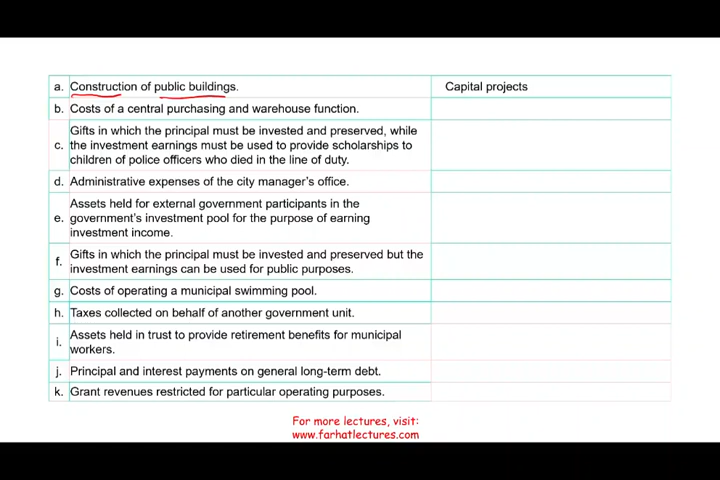 a. Construction of public buildings. Capital projects
b. Costs of a central purchasing and warehouse function.
Gifts in which the principal must be invested and preserved, while
c. the investment earnings must be used to provide scholarships to
children of police officers who died in the line of duty.
d. Administrative expenses of the city manager's office.
Assets held for external government participants in the
e. government's investment pool for the purpose of earning
investment income.
f. Gifts in which the principal must be invested and preserved but the
investment earnings can be used for public purposes.
g. Costs of operating a municipal swimming pool.
h. Taxes collected on behalf of another government unit.
i. Assets held in trust to provide retirement benefits for municipal
workers.
j. Principal and interest payments on general long-term debt.
k. Grant revenues restricted for particular operating purposes.
For more lectures, visit:
www.farhatlectures.com